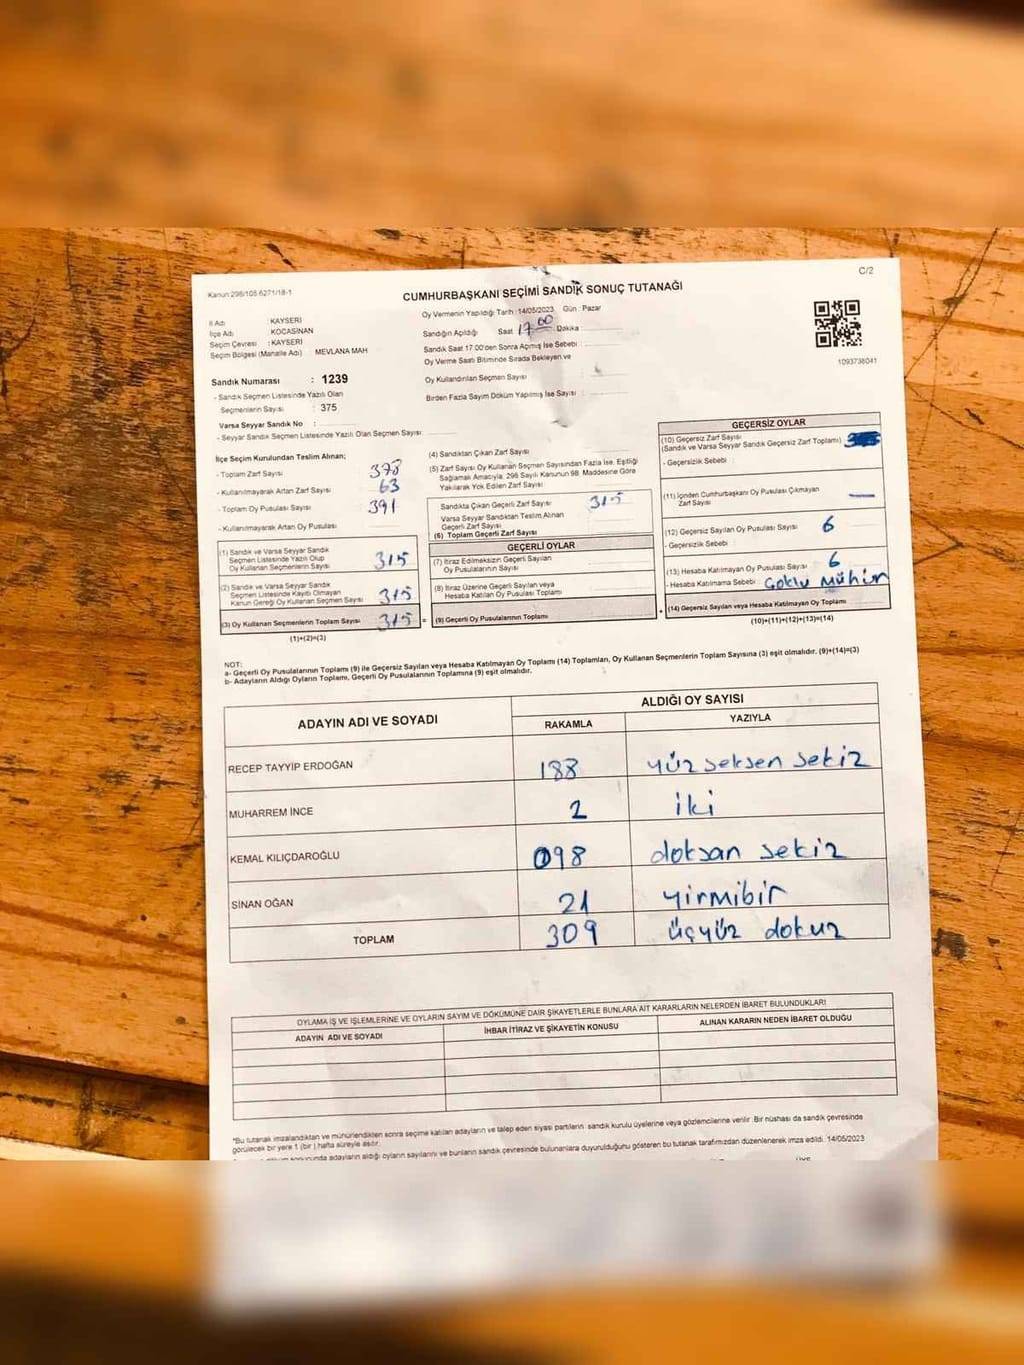 C/2
Kanun 298/105 6271/18-1
CUMHURBAŞKANI SEÇİMİ SANDIK SONUÇ TUTANAĞI
İl Adı KAYSERİ
İlçe Adı KOCASİNAN
Seçim Çevresi : KAYSERİ
Seçim Bölgesi (Mahalle Adı) MEVLANA MAH
Oy Vermenin Yapıldığı Tarih :14/05/2023 Gün : Pazar
Sandığın Açıldığı Saat 17.00 Dakika
Sandık Saat 17.00'den Sonra Açılmış İse Sebebi :
Oy Verme Saati Bitiminde Sırada Bekleyen ve
Oy Kullandırılan Seçmen Sayısı :
Birden Fazla Sayım Döküm Yapılmış İse Sayısı :
1093738041
Sandık Numarası : 1239
- Sandık Seçmen Listesinde Yazılı Olan
Seçmenlerin Sayısı : 375
Varsa Seyyar Sandık No :
- Seyyar Sandık Seçmen Listesinde Yazılı Olan Seçmen Sayısı
İlçe Seçim Kurulundan Teslim Alınan;
- Toplam Zarf Sayısı 378
- Kullanılmayarak Artan Zarf Sayısı 63
- Toplam Oy Pusulası Sayısı 391
- Kullanılmayarak Artan Oy Pusulası
(1) Sandık ve Varsa Seyyar Sandık
Seçmen Listesinde Yazılı Olup
Oy Kullanan Seçmenlerin Sayısı 315
(2) Sandık ve Varsa Seyyar Sandık
Seçmen Listesinde Kayıtlı Olmayan
Kanun Gereği Oy Kullanan Seçmen Sayısı 315
(3) Oy Kullanan Seçmenlerin Toplam Sayısı 315 =
(1)+(2)=(3)
(4) Sandıktan Çıkan Zarf Sayısı
(5) Zarf Sayısı Oy Kullanan Seçmen Sayısından Fazla İse, Eşitliği
Sağlamak Amacıyla, 298 Sayılı Kanunun 98. Maddesine Göre
Yakılarak Yok Edilen Zarf Sayısı
Sandıkta Çıkan Geçerli Zarf Sayısı 315
Varsa Seyyar Sandıktan Teslim Alınan
Geçerli Zarf Sayısı
(6) Toplam Geçerli Zarf Sayısı
GEÇERLİ OYLAR
(7) İtiraz Edilmeksizin Geçerli Sayılan
Oy Pusulalarının Sayısı
(8) İtiraz Üzerine Geçerli Sayılan veya
Hesaba Katılan Oy Pusulası Toplamı
(9) Geçerli Oy Pusulalarının Toplamı +
GEÇERSİZ OYLAR
(10) Geçersiz Zarf Sayısı
(Sandık ve Varsa Seyyar Sandık Geçersiz Zarf Toplamı)
- Geçersizlik Sebebi :
(11) İçinden Cumhurbaşkanı Oy Pusulası Çıkmayan
Zarf Sayısı —
(12) Geçersiz Sayılan Oy Pusulası Sayısı 6
- Geçersizlik Sebebi :
(13) Hesaba Katılmayan Oy Pusulası Sayısı 6
- Hesaba Katılmama Sebebi : Çoklu Mühür
(14) Geçersiz Sayılan veya Hesaba Katılmayan Oy Toplamı
(10)+(11)+(12)+(13)=(14)
NOT:
a- Geçerli Oy Pusulalarının Toplamı (9) ile Geçersiz Sayılan veya Hesaba Katılmayan Oy Toplamı (14) Toplamları, Oy Kullanan Seçmenlerin Toplam Sayısına (3) eşit olmalıdır. (9)+(14)=(3)
b- Adayların Aldığı Oyların Toplamı, Geçerli Oy Pusulalarının Toplamına (9) eşit olmalıdır.
ADAYIN ADI VE SOYADI
ALDIĞI OY SAYISI
RAKAMLA YAZIYLA
RECEP TAYYİP ERDOĞAN 188 yüz seksen sekiz
MUHARREM İNCE 2 iki
KEMAL KILIÇDAROĞLU 098 doksan sekiz
SİNAN OĞAN 21 yirmibir
TOPLAM 309 üçyüz dokuz
OYLAMA İŞ VE İŞLEMLERİNE VE OYLARIN SAYIM VE DÖKÜMÜNE DAİR ŞİKAYETLERLE BUNLARA AİT KARARLARIN NELERDEN İBARET BULUNDUKLARI
ADAYIN ADI VE SOYADI İHBAR İTİRAZ VE ŞİKAYETİN KONUSU ALINAN KARARIN NEDEN İBARET OLDUĞU
*Bu tutanak imzalandıktan ve mühürlendikten sonra seçime katılan adayların ve talep eden siyasi partilerin sandık kurulu üyelerine veya gözlemcilerine verilir. Bir nüshası da sandık çevresinde
görülecek bir yere 1 (bir ) hafta süreyle asılır.
sonucunda adayların aldığı oyların sayılarını ve bunların sandık çevresinde bulunanlara duyurulduğunu gösteren bu tutanak tarafımızdan düzenlenerek imza edildi. 14/05/2023